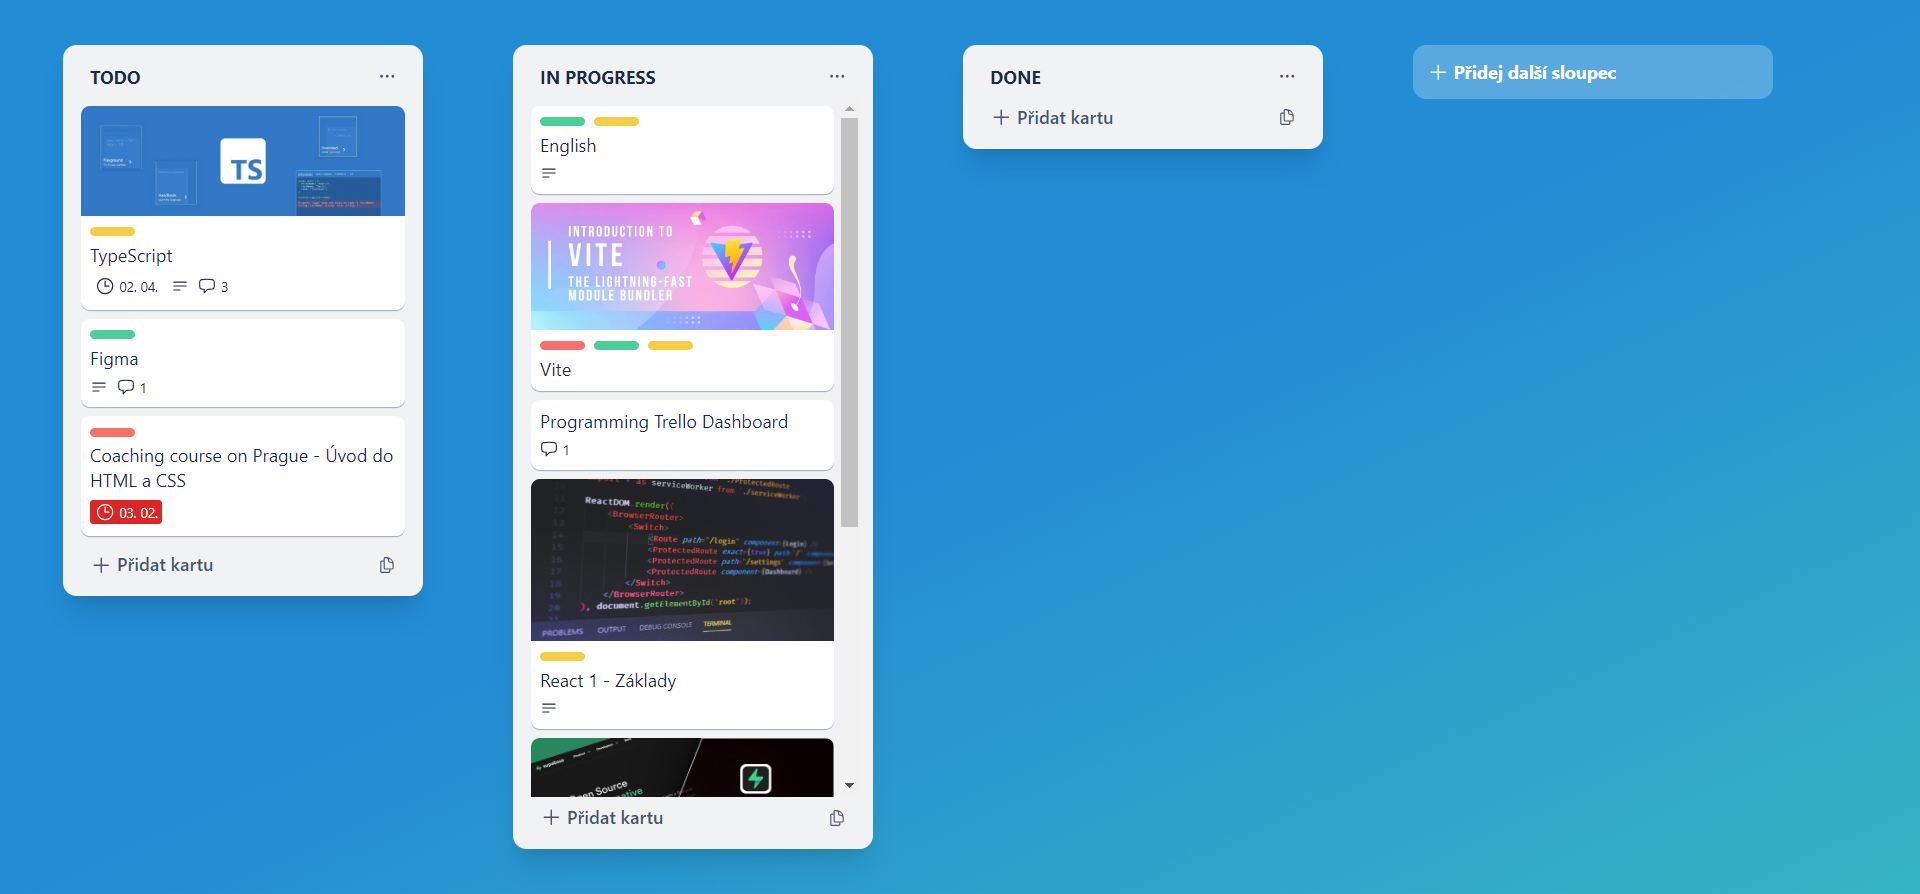 TODO
TS
TypeScript
02. 04.
3
Figma
1
Coaching course on Prague - Úvod do
HTML a CSS
03. 02.
Přidat kartu
IN PROGRESS
English
INTRODUCTION TO
VITE
THE LIGHTNING-FAST
MODULE BUNDLER
Vite
Programming Trello Dashboard
1
serviceWorker from './serviceWorker
ReactDOM.render((
<BrowserRouter>
<Switch>
<Route path="/login" component={Login} />
<ProtectedRoute exact={true} path="/"
<ProtectedRoute path="/settings" component=
<ProtectedRoute component={Dashboard} />
</Switch>
</BrowserRouter>
), document.getElementById('root'));
PROBLEMS OUTPUT DEBUG CONSOLE TERMINAL
React 1 - Základy
supabase
Open Source
Přidat kartu
DONE
Přidat kartu
Přidej další sloupec